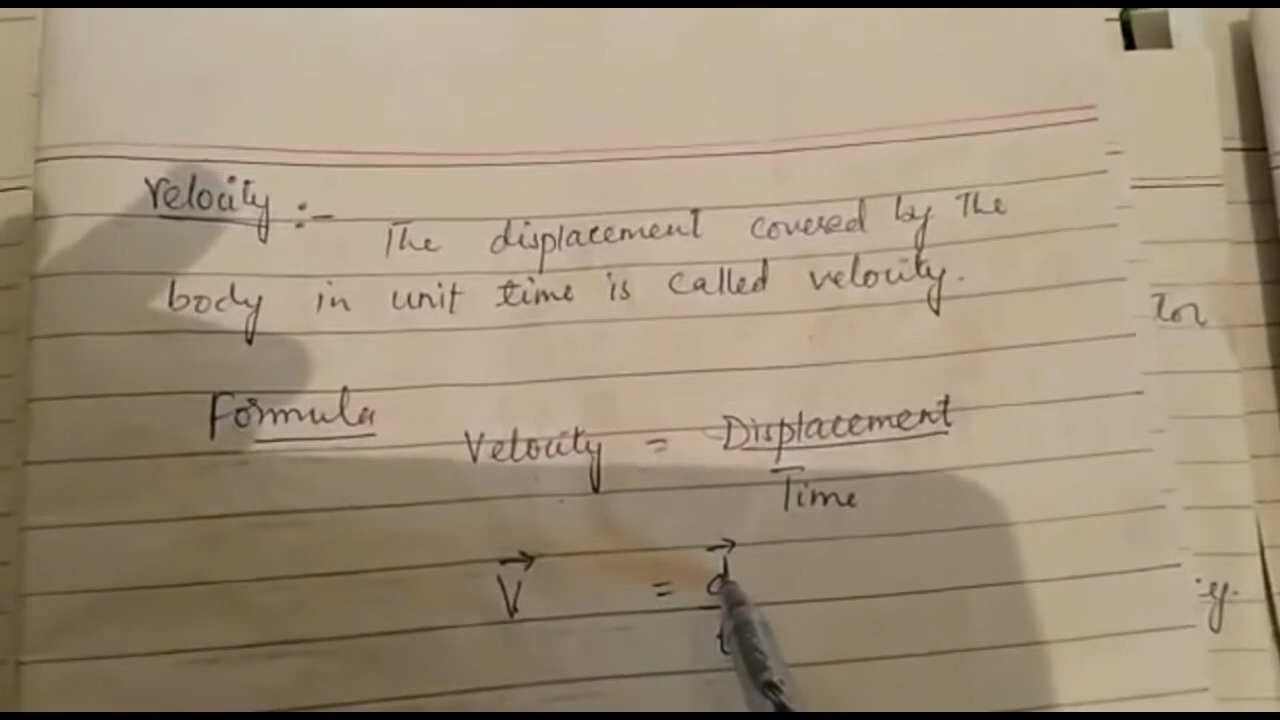 Velocity :- The displacement covered by the
body in unit time is called velocity.
Formula
Velocity = Displacement
Time
V = d
t